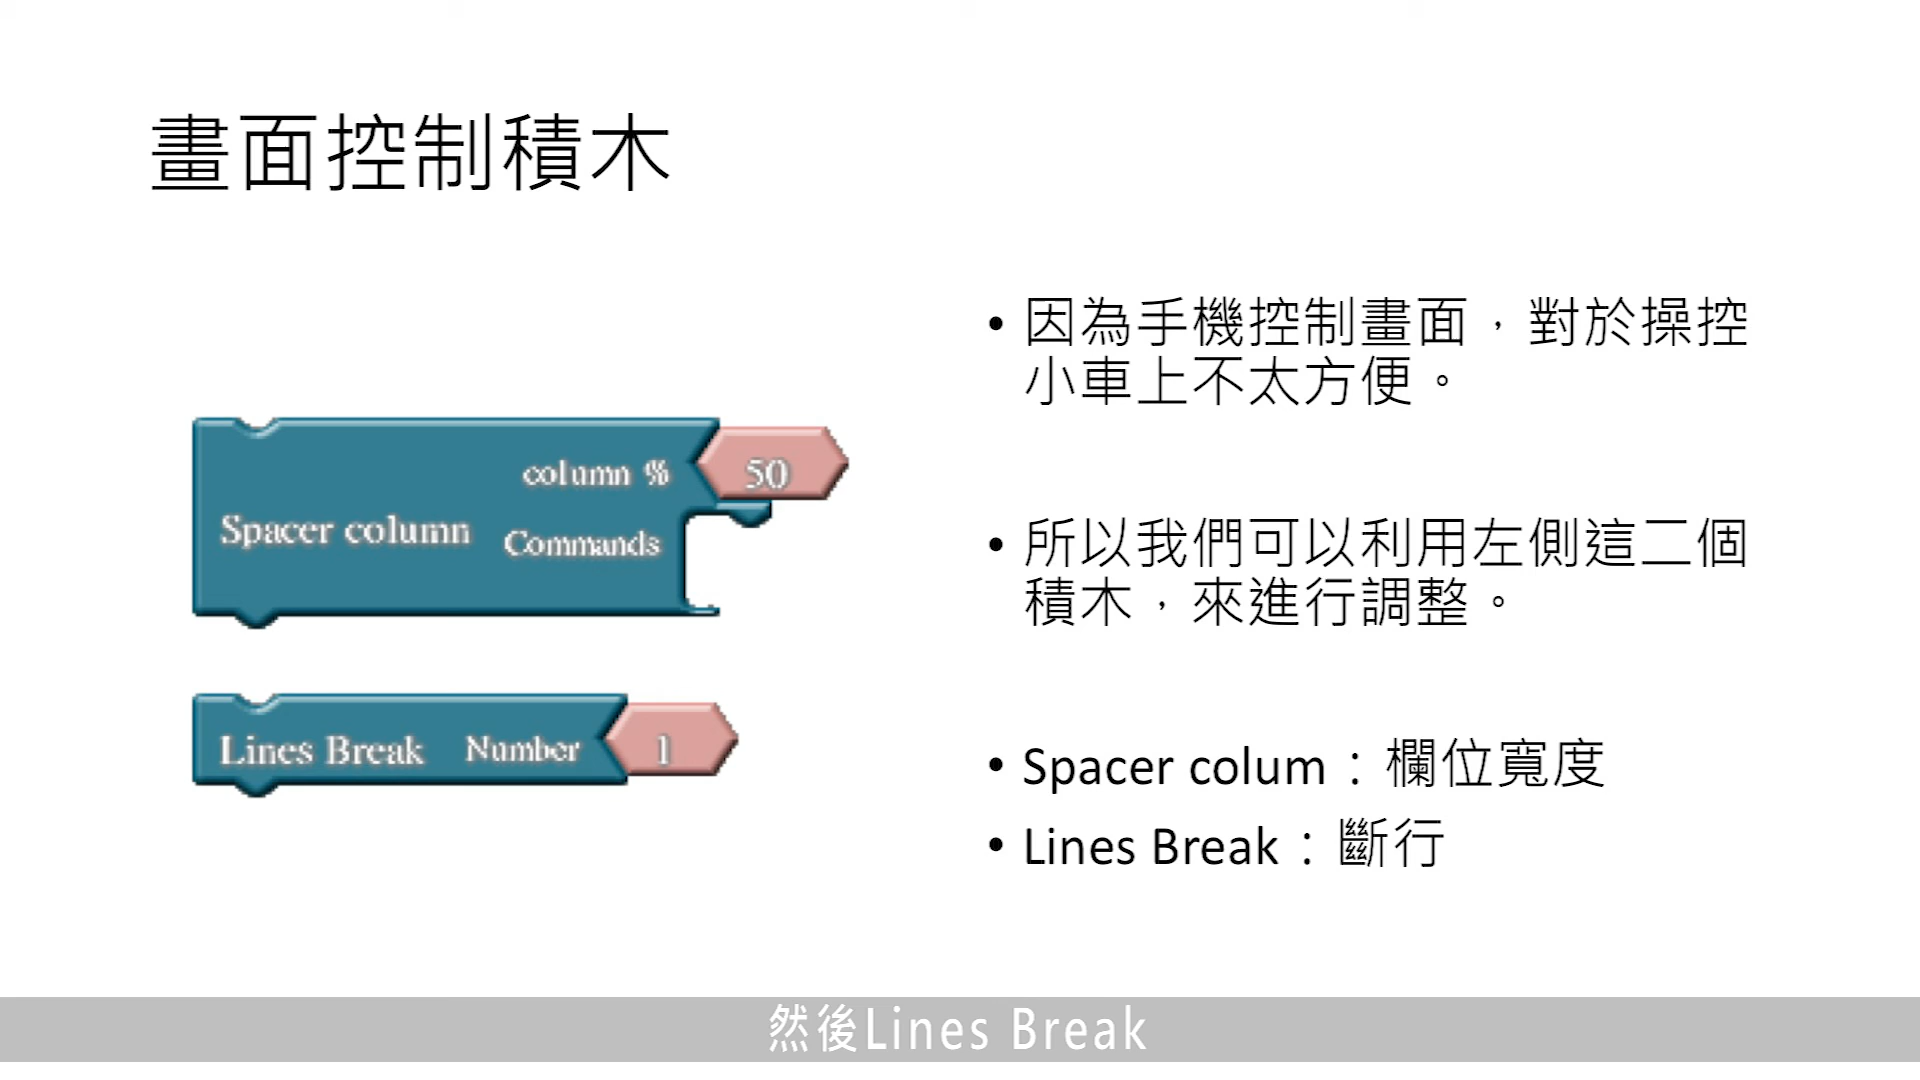 畫面控制積木
column % 50
Spacer column Commands
Lines Break Number 1
• 因為手機控制畫面，對於操控
小車上不太方便。
• 所以我們可以利用左側這二個
積木，來進行調整。
• Spacer colum：欄位寬度
• Lines Break：斷行
然後Lines Break